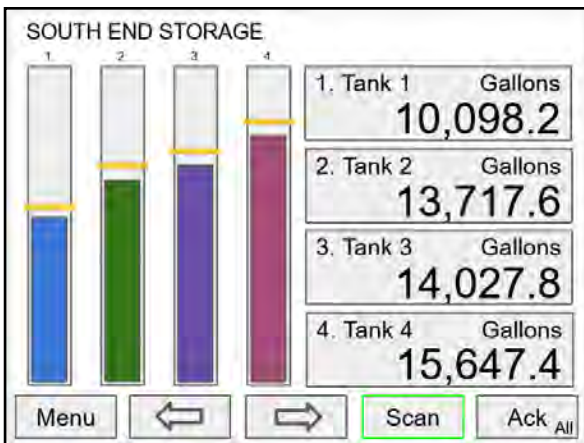 SOUTH END STORAGE
1 2 3 4
1. Tank 1 Gallons
10,098.2
2. Tank 2 Gallons
13,717.6
3. Tank 3 Gallons
14,027.8
4. Tank 4 Gallons
15,647.4
Menu Scan Ack All